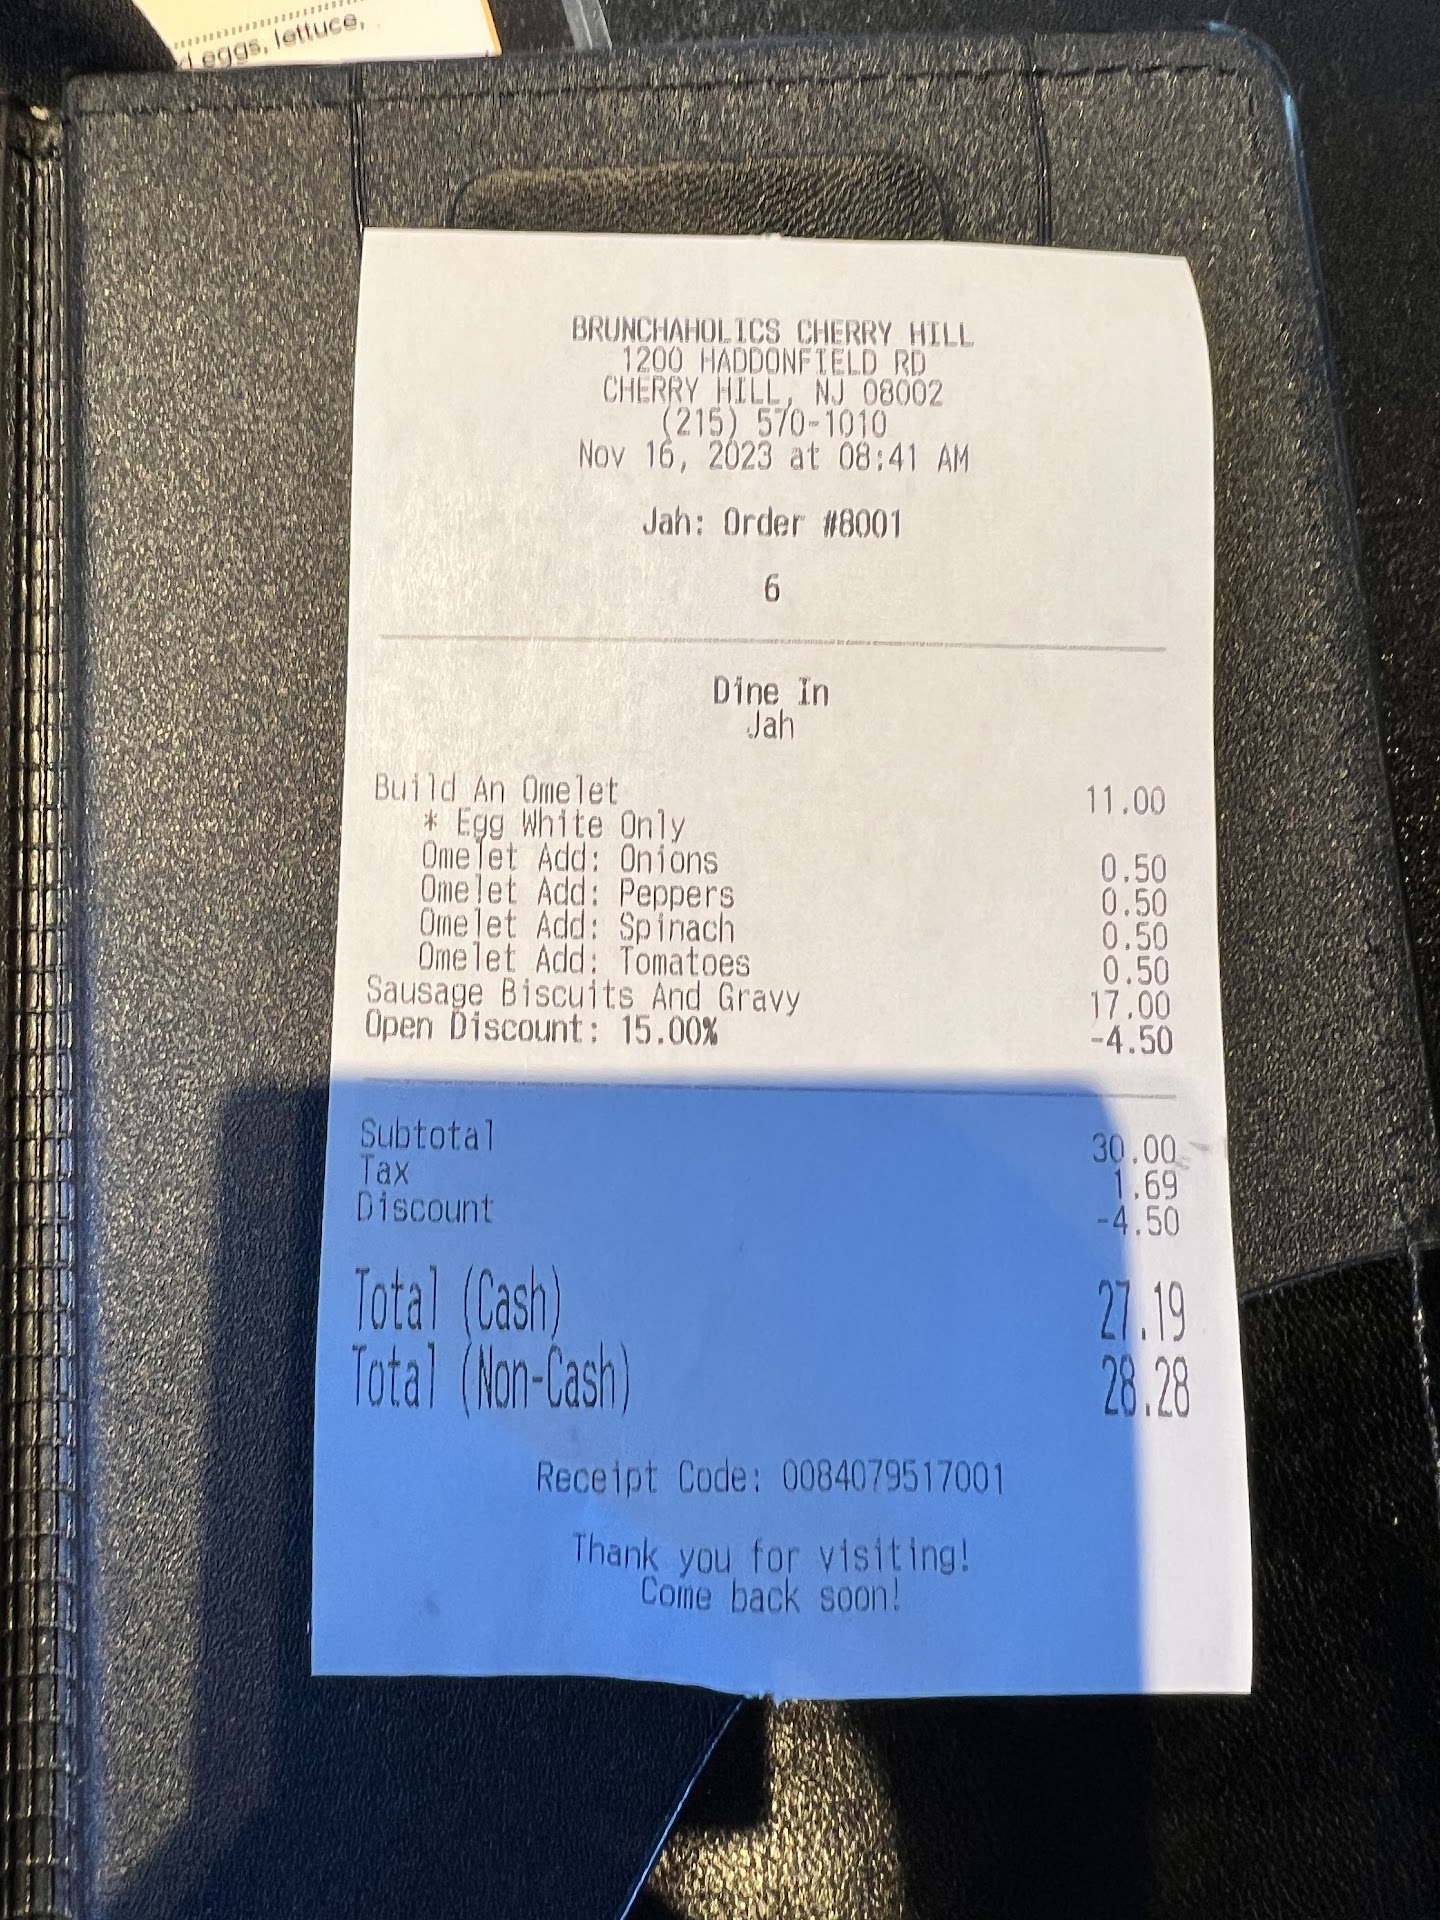 eggs, lettuce,
BRUNCHAHOLICS CHERRY HILL
1200 HADDONFIELD RD
CHERRY HILL, NJ 08002
(215) 570-1010
Nov 16, 2023 at 08:41 AM
Jah: Order #8001
6
Dine In
Jah
Build An Omelet 11.00
* Egg White Only
Omelet Add: Onions 0.50
Omelet Add: Peppers 0.50
Omelet Add: Spinach 0.50
Omelet Add: Tomatoes 0.50
Sausage Biscuits And Gravy 17.00
Open Discount: 15.00% -4.50
Subtotal 30.00
Tax 1.69
Discount -4.50
Total (Cash) 27.19
Total (Non-Cash) 28.28
Receipt Code: 0084079517001
Thank you for visiting!
Come back soon!